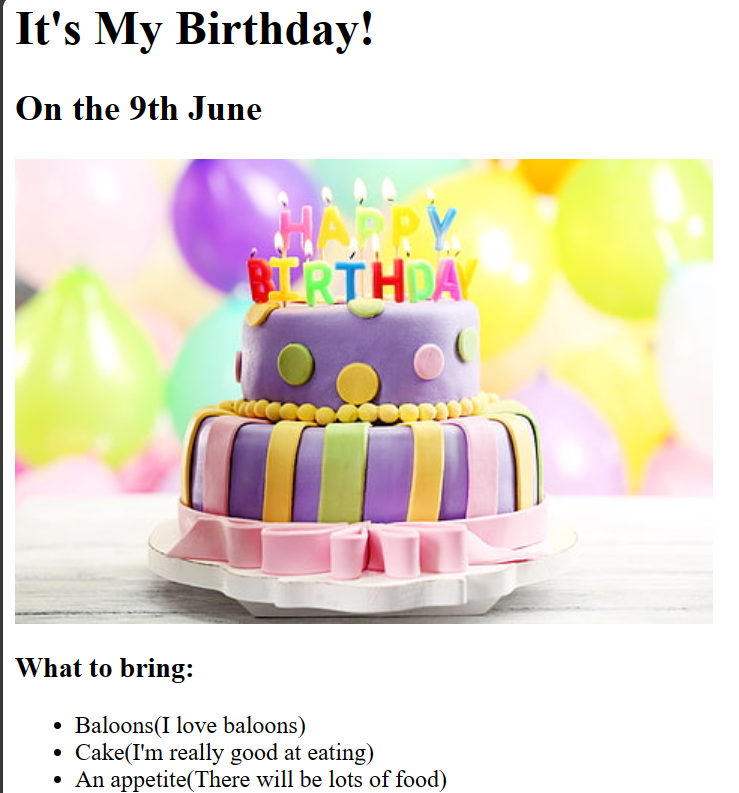 It's My Birthday!
On the 9th June
HAPPY
BIRTHDAY
What to bring:
• Baloons(I love baloons)
• Cake(I'm really good at eating)
• An appetite(There will be lots of food)